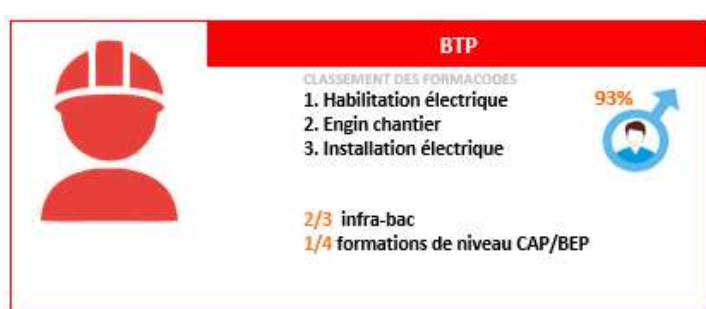 BTP
CLASSEMENT DES FORMACODES
1. Habilitation électrique
2. Engin chantier
3. Installation électrique
93%
2/3 infra-bac
1/4 formations de niveau CAP/BEP